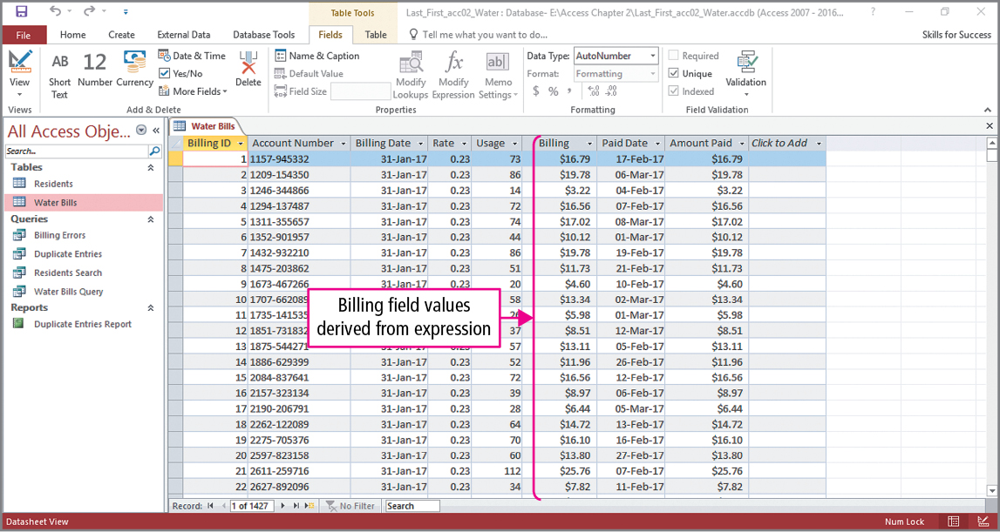 Table Tools
Last_First_acc02_Water : Database- E:\Access Chapter 2\Last_First_acc02_Water.accdb (Access 2007 - 2016...
?
File Home Create External Data Database Tools Fields Table Tell me what you want to do... Skills for Success
View
Views
AB
Short Text
12
Number
Currency
Date & Time
Yes/No
More Fields
Delete
Add & Delete
Name & Caption
Default Value
Field Size
Modify Lookups
fx
Modify Expression
ab|
Memo Settings
Properties
Data Type: AutoNumber
Format: Formatting
$ % , .00 .00
Formatting
Required
Unique
Indexed
Validation
Field Validation
All Access Obje... «
Search...
Tables
Residents
Water Bills
Queries
Billing Errors
Duplicate Entries
Residents Search
Water Bills Query
Reports
Duplicate Entries Report
Water Bills
Billing ID Account Number Billing Date Rate Usage Billing Paid Date Amount Paid Click to Add
1 1157-945332 31-Jan-17 0.23 73 $16.79 17-Feb-17 $16.79
2 1209-154350 31-Jan-17 0.23 86 $19.78 06-Mar-17 $19.78
3 1246-344866 31-Jan-17 0.23 14 $3.22 04-Feb-17 $3.22
4 1294-137487 31-Jan-17 0.23 72 $16.56 07-Feb-17 $16.56
5 1311-355657 31-Jan-17 0.23 74 $17.02 08-Mar-17 $17.02
6 1352-901957 31-Jan-17 0.23 44 $10.12 01-Mar-17 $10.12
7 1432-932210 31-Jan-17 0.23 86 $19.78 19-Feb-17 $19.78
8 1475-203862 31-Jan-17 0.23 51 $11.73 21-Feb-17 $11.73
9 1673-467266 31-Jan-17 0.23 20 $4.60 10-Feb-17 $4.60
10 1707-662089 58 $13.34 02-Mar-17 $13.34
11 1735-141535 26 $5.98 01-Mar-17 $5.98
12 1851-731832 37 $8.51 12-Mar-17 $8.51
13 1875-544271 31-Jan-17 0.23 57 $13.11 05-Feb-17 $13.11
14 1886-629399 31-Jan-17 0.23 52 $11.96 26-Feb-17 $11.96
15 2084-837641 31-Jan-17 0.23 72 $16.56 12-Feb-17 $16.56
16 2157-323134 31-Jan-17 0.23 39 $8.97 06-Feb-17 $8.97
17 2190-206791 31-Jan-17 0.23 28 $6.44 05-Mar-17 $6.44
18 2262-122089 31-Jan-17 0.23 64 $14.72 13-Feb-17 $14.72
19 2275-705376 31-Jan-17 0.23 70 $16.10 16-Feb-17 $16.10
20 2597-823158 31-Jan-17 0.23 60 $13.80 27-Feb-17 $13.80
21 2611-259716 31-Jan-17 0.23 112 $25.76 07-Feb-17 $25.76
22 2627-892096 31-Jan-17 0.23 34 $7.82 11-Feb-17 $7.82
Billing field values
derived from expression
Record: 1 of 1427 No Filter Search
Datasheet View Num Lock